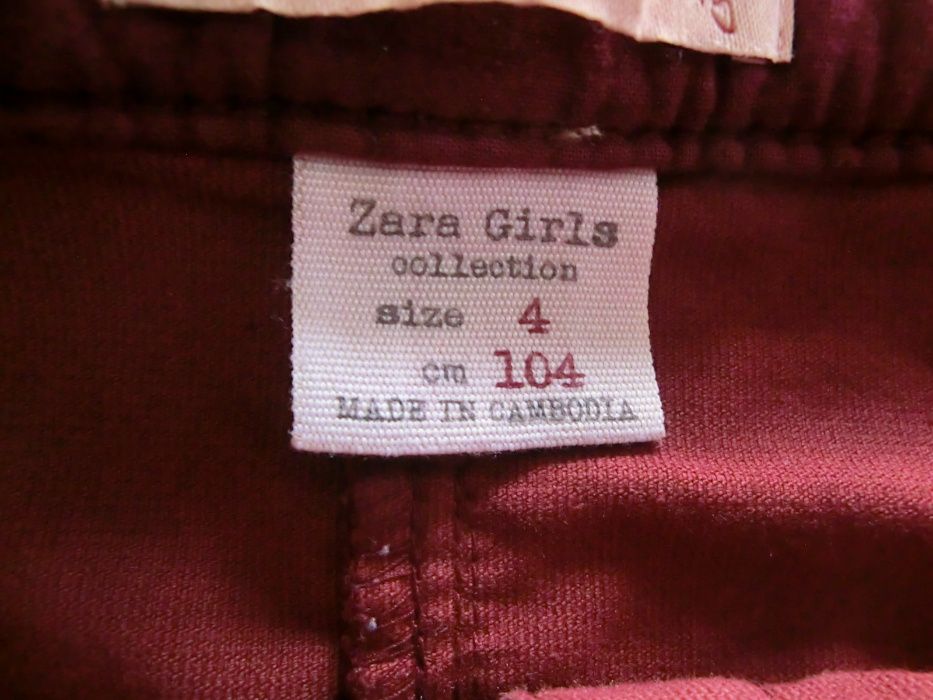 Zara Girls
collection
size 4
cm 104
MADE IN CAMBODIA